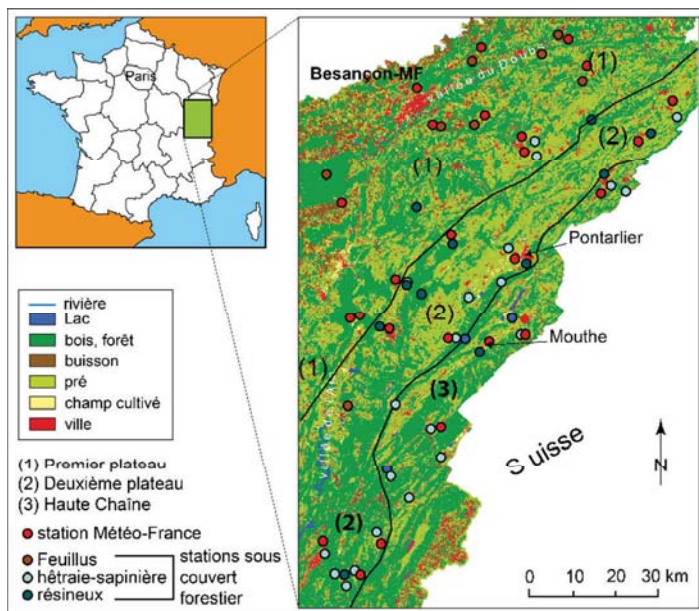 Paris
Besançon-MF
Vallée du Doubs
(1)
(2)
(1)
Pontarlier
(2)
Mouthe
(1)
(3)
Suisse
N
(2)
0 10 20 30 km
rivière
Lac
bois, forêt
buisson
pré
champ cultivé
ville
(1) Premier plateau
(2) Deuxième plateau
(3) Haute Chaîne
station Météo-France
Feuillus
hêtraie-sapinière
résineux
stations sous
couvert
forestier